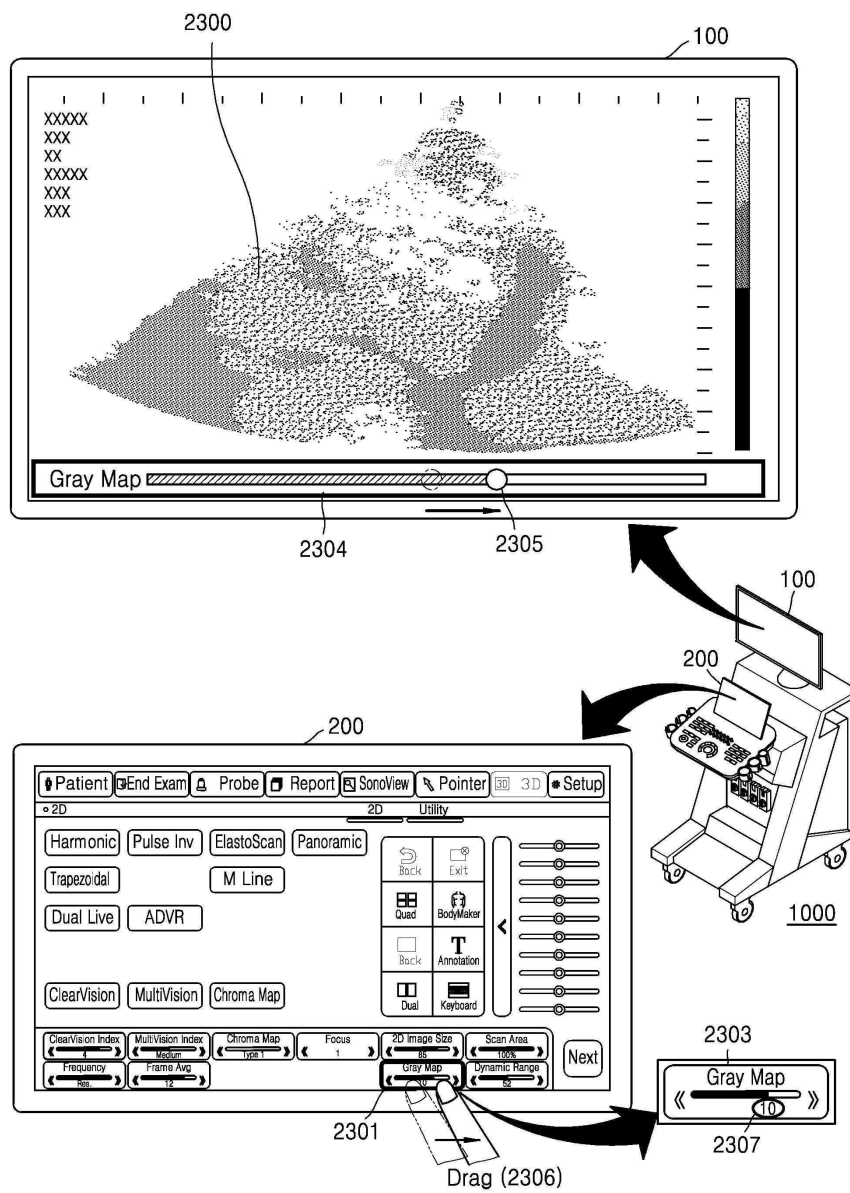 2300
100
XXXXX
XXX
XX
XXXXX
XXX
XXX
Gray Map
2304
2305
100
200
1000
200
Patient End Exam Probe Report SonoView Pointer 3D 3D Setup
2D 2D Utility
Harmonic Pulse Inv ElastoScan Panoramic
Back Exit
Trapezoidal M Line
Quad BodyMaker
Dual Live ADVR
<
Back T Annotation
ClearVision MultiVision Chroma Map
Dual Keyboard
ClearVision Index MultiVision Index Chroma Map Focus 2D Image Size Scan Area
4 Medium Type 1 1 85 100%
Next
Frequency Frame Avg Gray Map Dynamic Range
Res. 12 10 52
2303
Gray Map
10
2301
2307
Drag (2306)